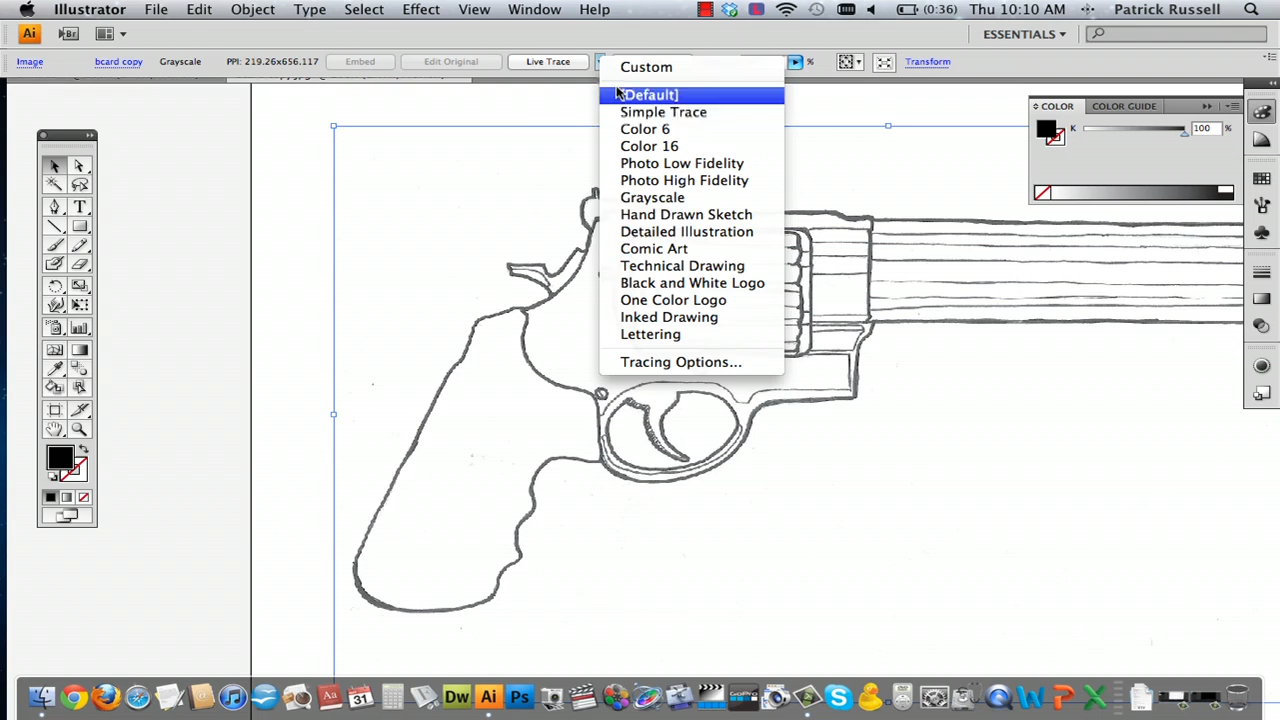 Illustrator File Edit Object Type Select Effect View Window Help (0:36) Thu 10:10 AM Patrick Russell
Ai Br ESSENTIALS
Image bcard copy Grayscale PPI: 219.26x656.117 Embed Edit Original Live Trace % Transform
Custom
[Default]
Simple Trace
Color 6
Color 16
Photo Low Fidelity
Photo High Fidelity
Grayscale
Hand Drawn Sketch
Detailed Illustration
Comic Art
Technical Drawing
Black and White Logo
One Color Logo
Inked Drawing
Lettering
Tracing Options...
COLOR COLOR GUIDE
K 100 %
T
31 Dw Ai Ps GoPro S W P X